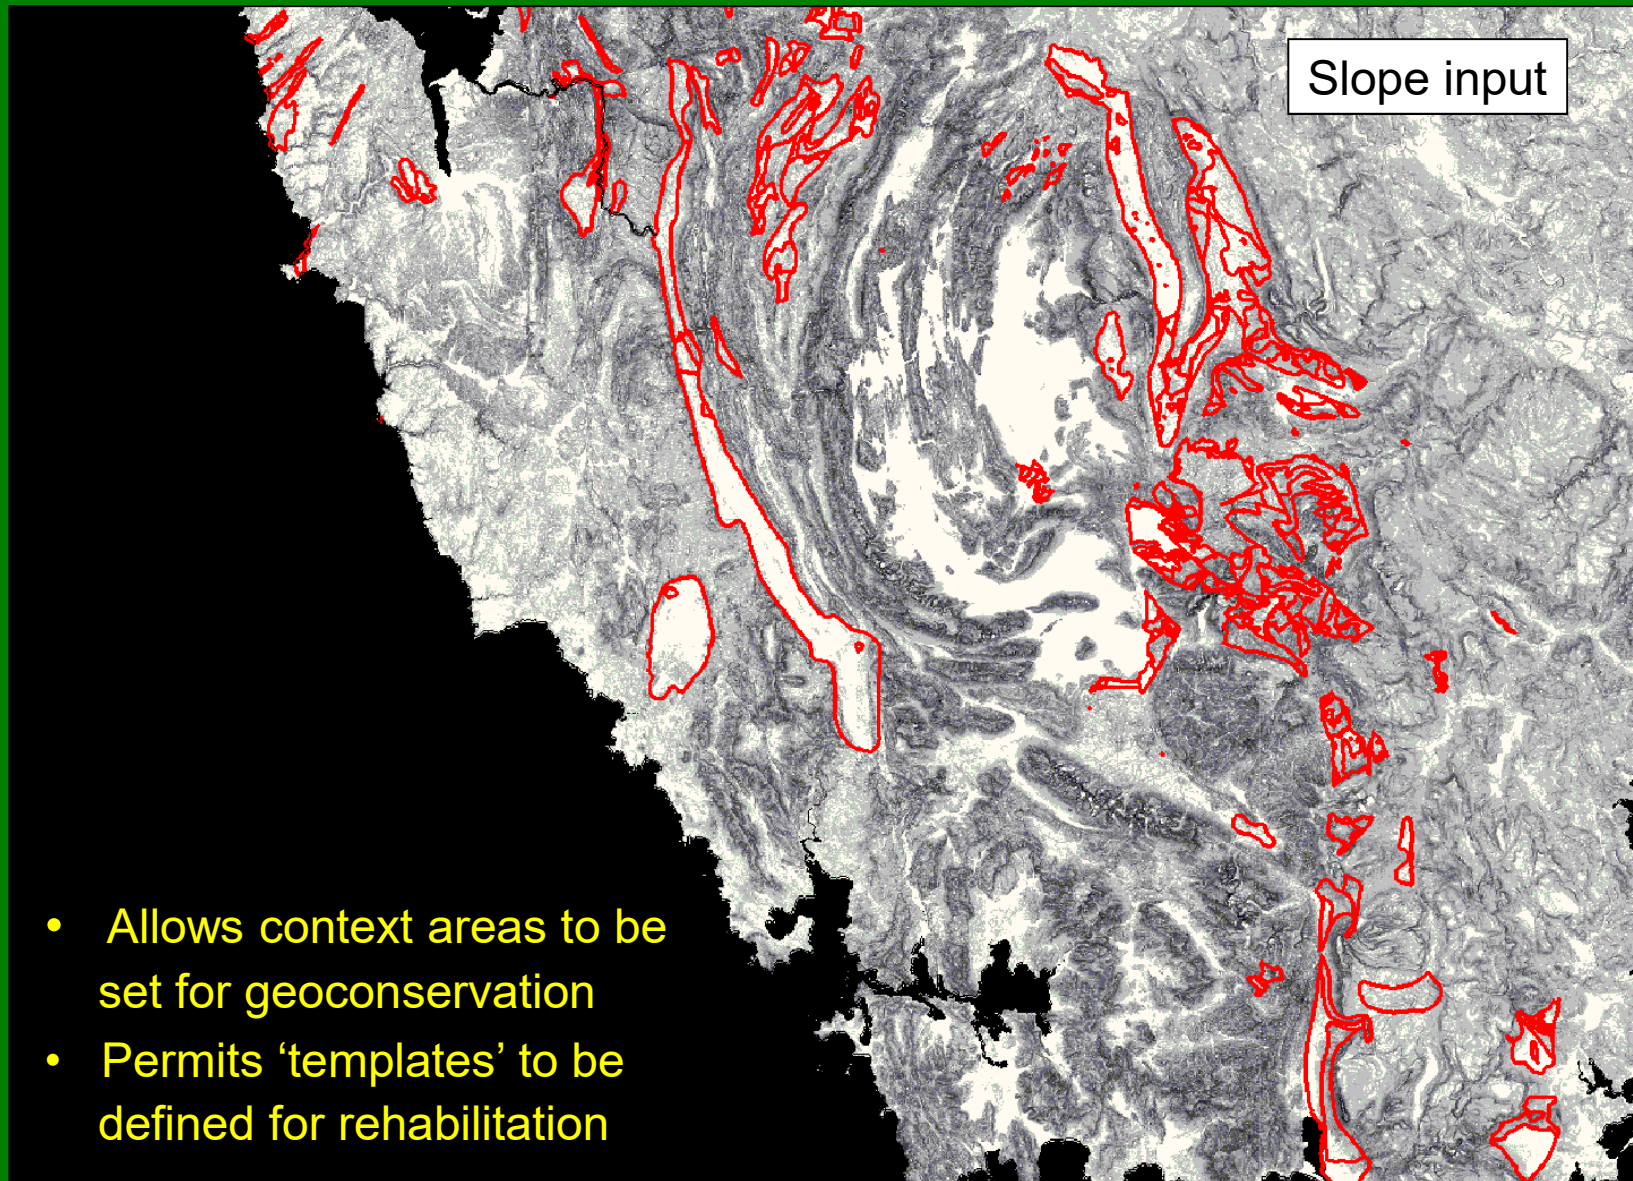 Slope input
• Allows context areas to be
set for geoconservation
• Permits ‘templates’ to be
defined for rehabilitation